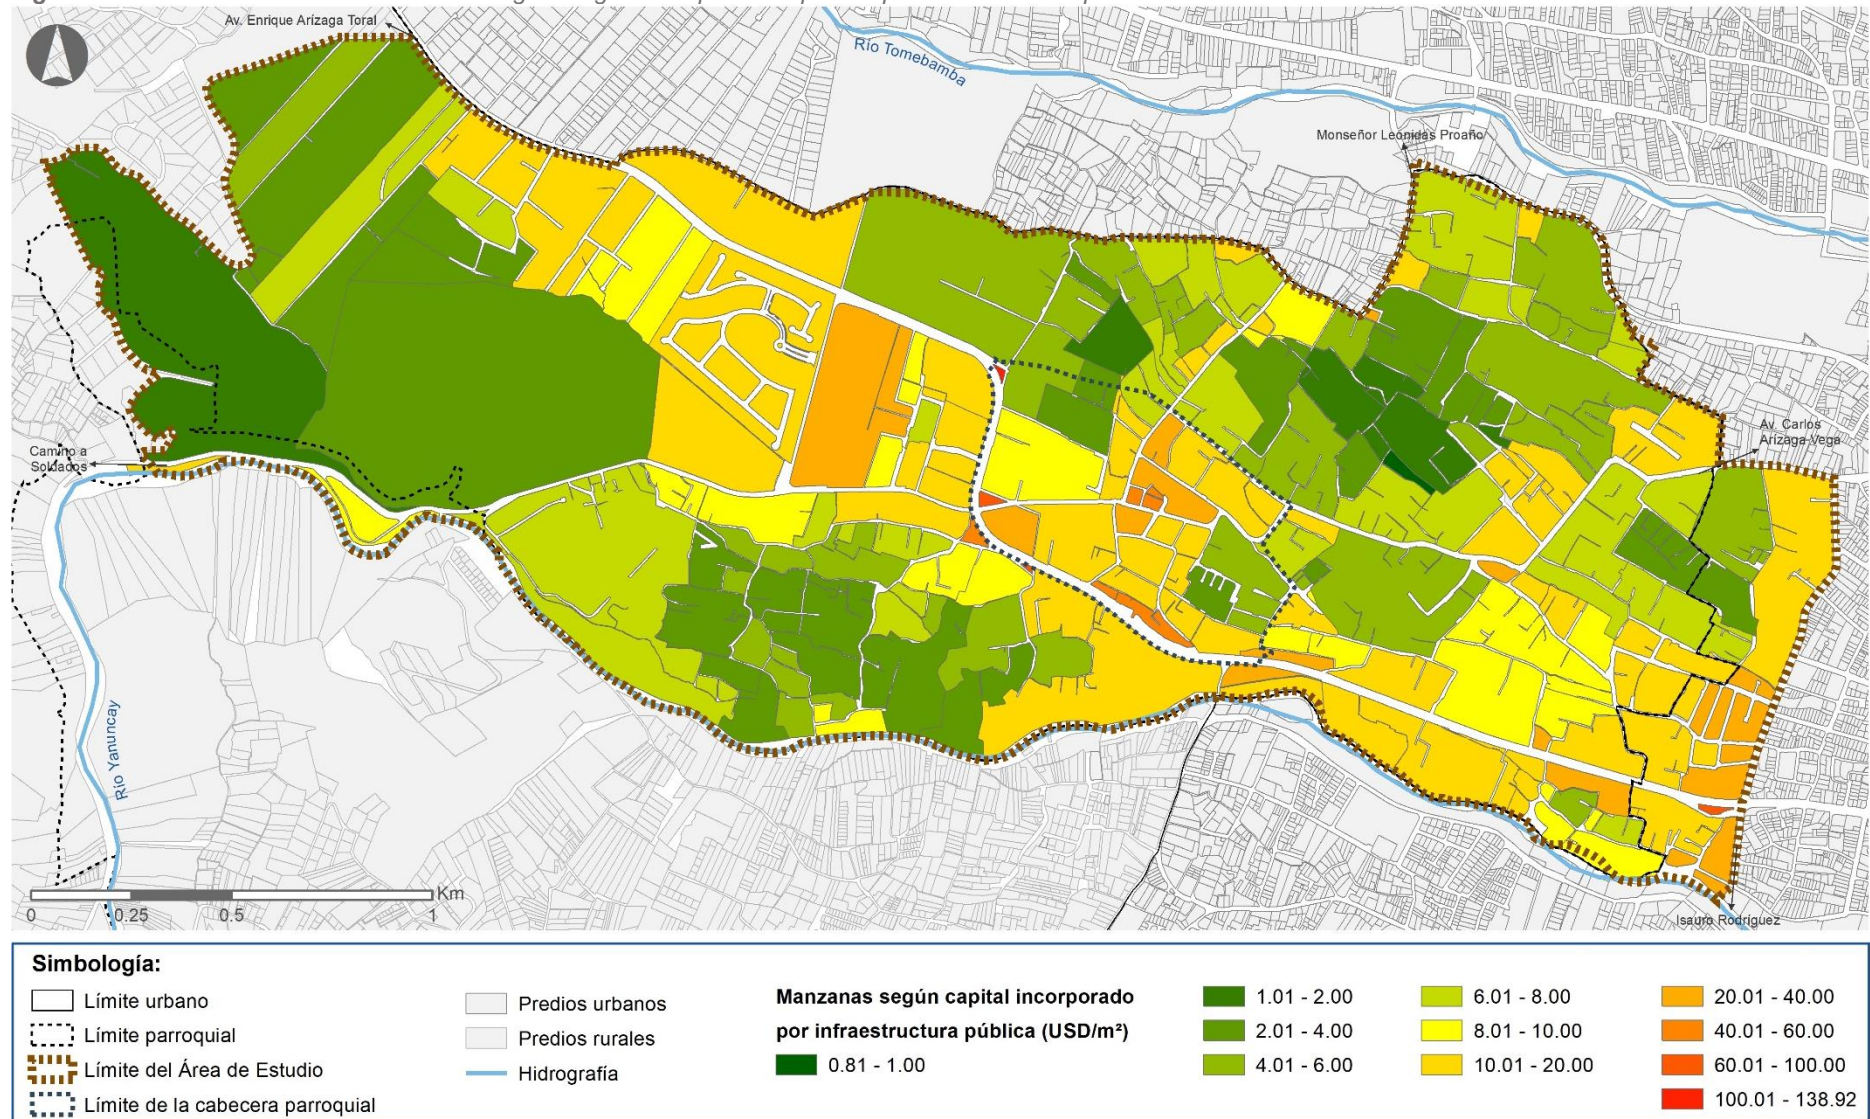 Av. Enrique Arízaga Toral
Río Tomebamba
Monseñor Leonidas Proaño
Av. Carlos
Arízaga Vega
Camino a
Soldados
Río Yanuncay
Km
0
0.25
0.5
1
Isauro Rodríguez
Simbología:
Límite urbano
Límite parroquial
Límite del Área de Estudio
Límite de la cabecera parroquial
Predios urbanos
Predios rurales
Hidrografía
Manzanas según capital incorporado
por infraestructura pública (USD/m²)
0.81 - 1.00
1.01 - 2.00
2.01 - 4.00
4.01 - 6.00
6.01 - 8.00
8.01 - 10.00
10.01 - 20.00
20.01 - 40.00
40.01 - 60.00
60.01 - 100.00
100.01 - 138.92